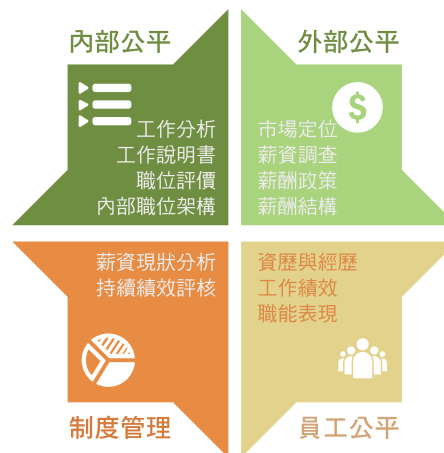 內部公平
工作分析
工作說明書
職位評價
內部職位架構
外部公平
$
市場定位
薪資調查
薪酬政策
薪酬結構
薪資現狀分析
持續績效評核
制度管理
資歷與經歷
工作績效
職能表現
員工公平